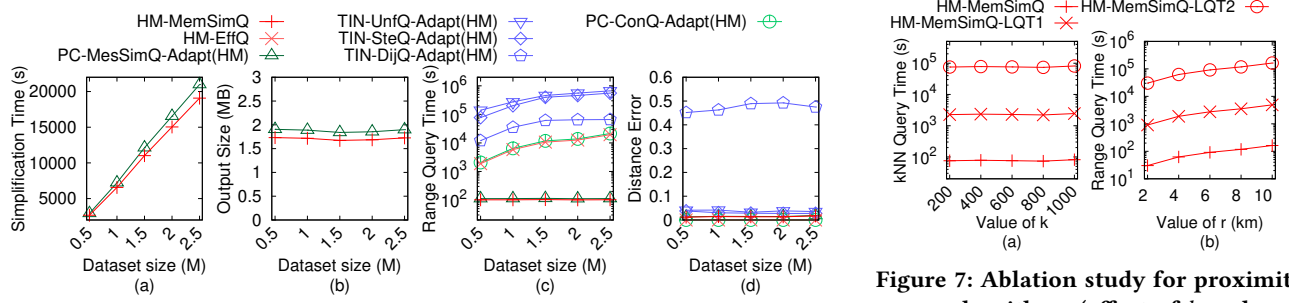 HM-MemSimQ
HM-EffQ
PC-MesSimQ-Adapt(HM)
TIN-UnfQ-Adapt(HM)
TIN-SteQ-Adapt(HM)
TIN-DijQ-Adapt(HM)
PC-ConQ-Adapt(HM)
Simplification Time (s)
20000
15000
10000
5000
0.5
1
1.5
2
2.5
Dataset size (M)
(a)
Output Size (MB)
3
2.5
2
1.5
1
0.5
0
0.5
1
1.5
2
2.5
Dataset size (M)
(b)
Range Query Time (s)
10^6
10^5
10^4
10^3
10^2
0.5
1
1.5
2
2.5
Dataset size (M)
(c)
Distance Error
0.6
0.5
0.4
0.3
0.2
0.1
0
0.5
1
1.5
2
2.5
Dataset size (M)
(d)
HM-MemSimQ
HM-MemSimQ-LQT2
HM-MemSimQ-LQT1
kNN Query Time (s)
10^5
10^4
10^3
10^2
200
400
600
800
1000
Value of k
(a)
Range Query Time (s)
10^6
10^5
10^4
10^3
10^2
10^1
2
4
6
8
10
Value of r (km)
(b)
Figure 7: Ablation study for proximit